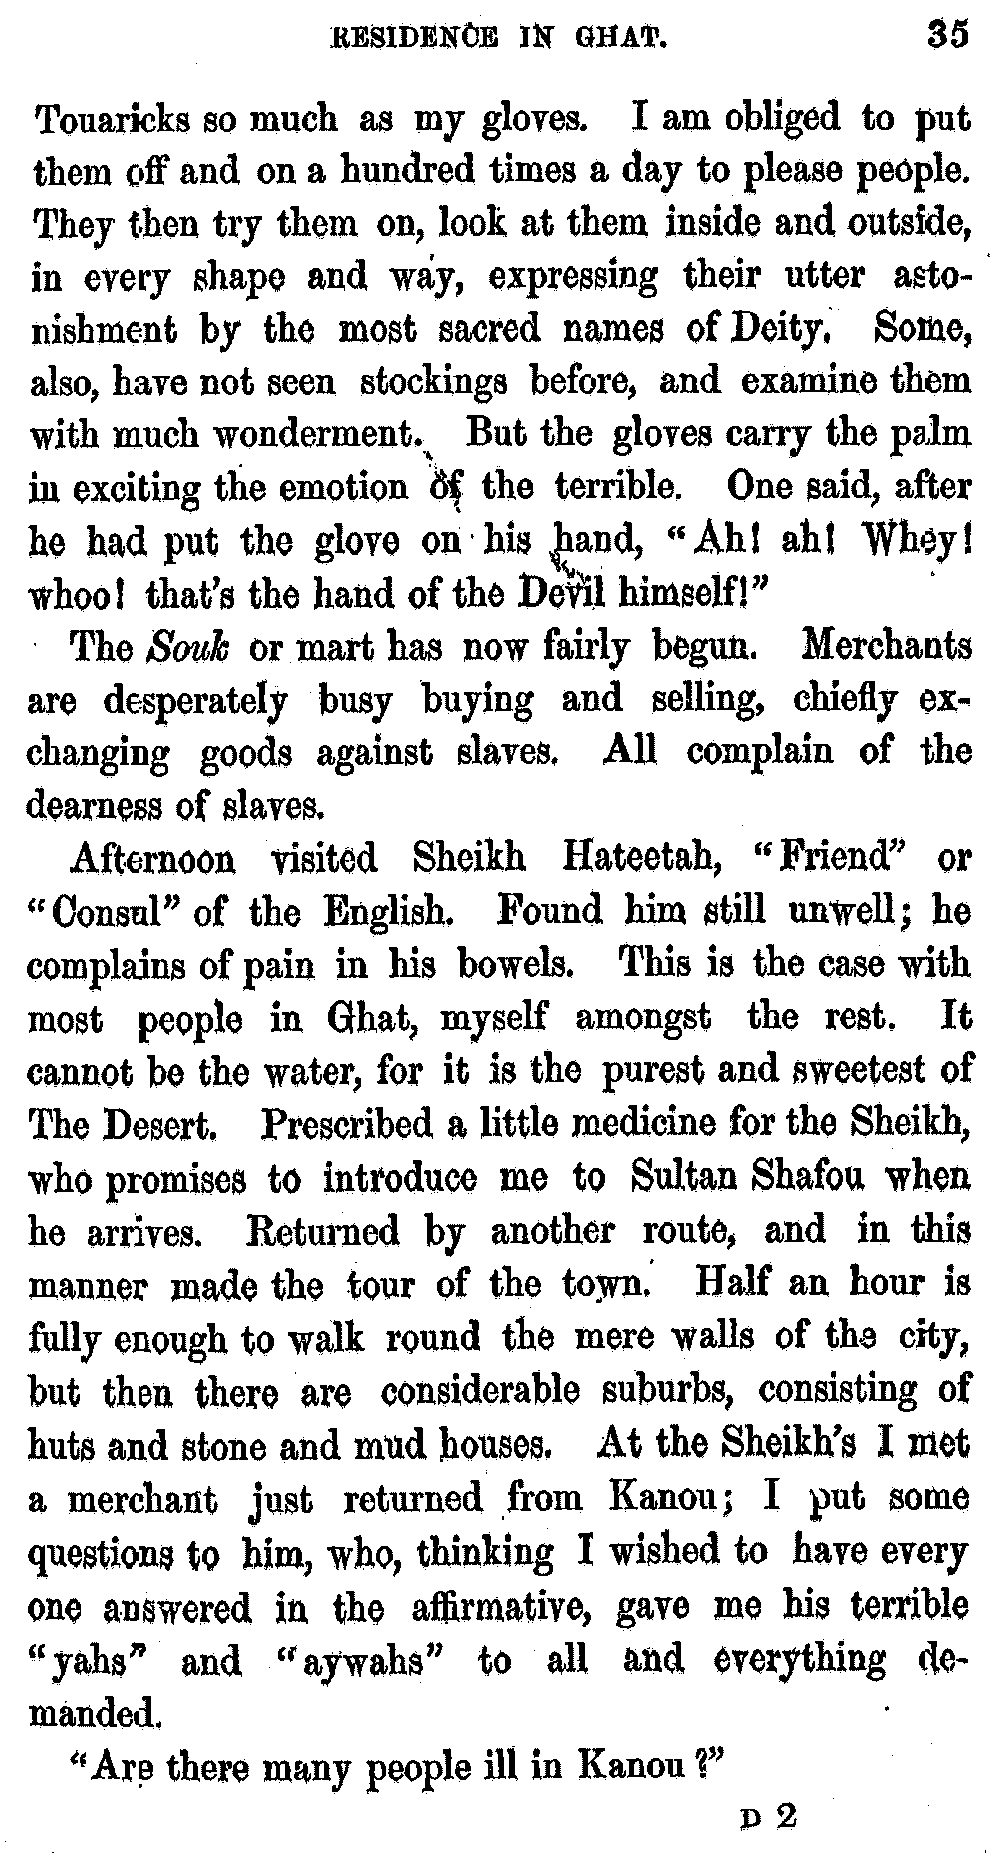 RESIDENCE IN GHAT. 35
Touaricks so much as my gloves. I am obliged to put
them off and on a hundred times a day to please people.
They then try them on, look at them inside and outside,
in every shape and way, expressing their utter asto-
nishment by the most sacred names of Deity. Some,
also, have not seen stockings before, and examine them
with much wonderment. But the gloves carry the palm
in exciting the emotion of the terrible. One said, after
he had put the glove on his hand, "Ah! ah! Whey!
whoo! that's the hand of the Devil himself!"
The Souk or mart has now fairly begun. Merchants
are desperately busy buying and selling, chiefly ex-
changing goods against slaves. All complain of the
dearness of slaves.
Afternoon visited Sheikh Hateetah, "Friend" or
"Consul" of the English. Found him still unwell; he
complains of pain in his bowels. This is the case with
most people in Ghat, myself amongst the rest. It
cannot be the water, for it is the purest and sweetest of
The Desert. Prescribed a little medicine for the Sheikh,
who promises to introduce me to Sultan Shafou when
he arrives. Returned by another route, and in this
manner made the tour of the town. Half an hour is
fully enough to walk round the mere walls of the city,
but then there are considerable suburbs, consisting of
huts and stone and mud houses. At the Sheikh's I met
a merchant just returned from Kanou; I put some
questions to him, who, thinking I wished to have every
one answered in the affirmative, gave me his terrible
"yahs" and "aywahs" to all and everything de-
manded.
"Are there many people ill in Kanou?"
D 2